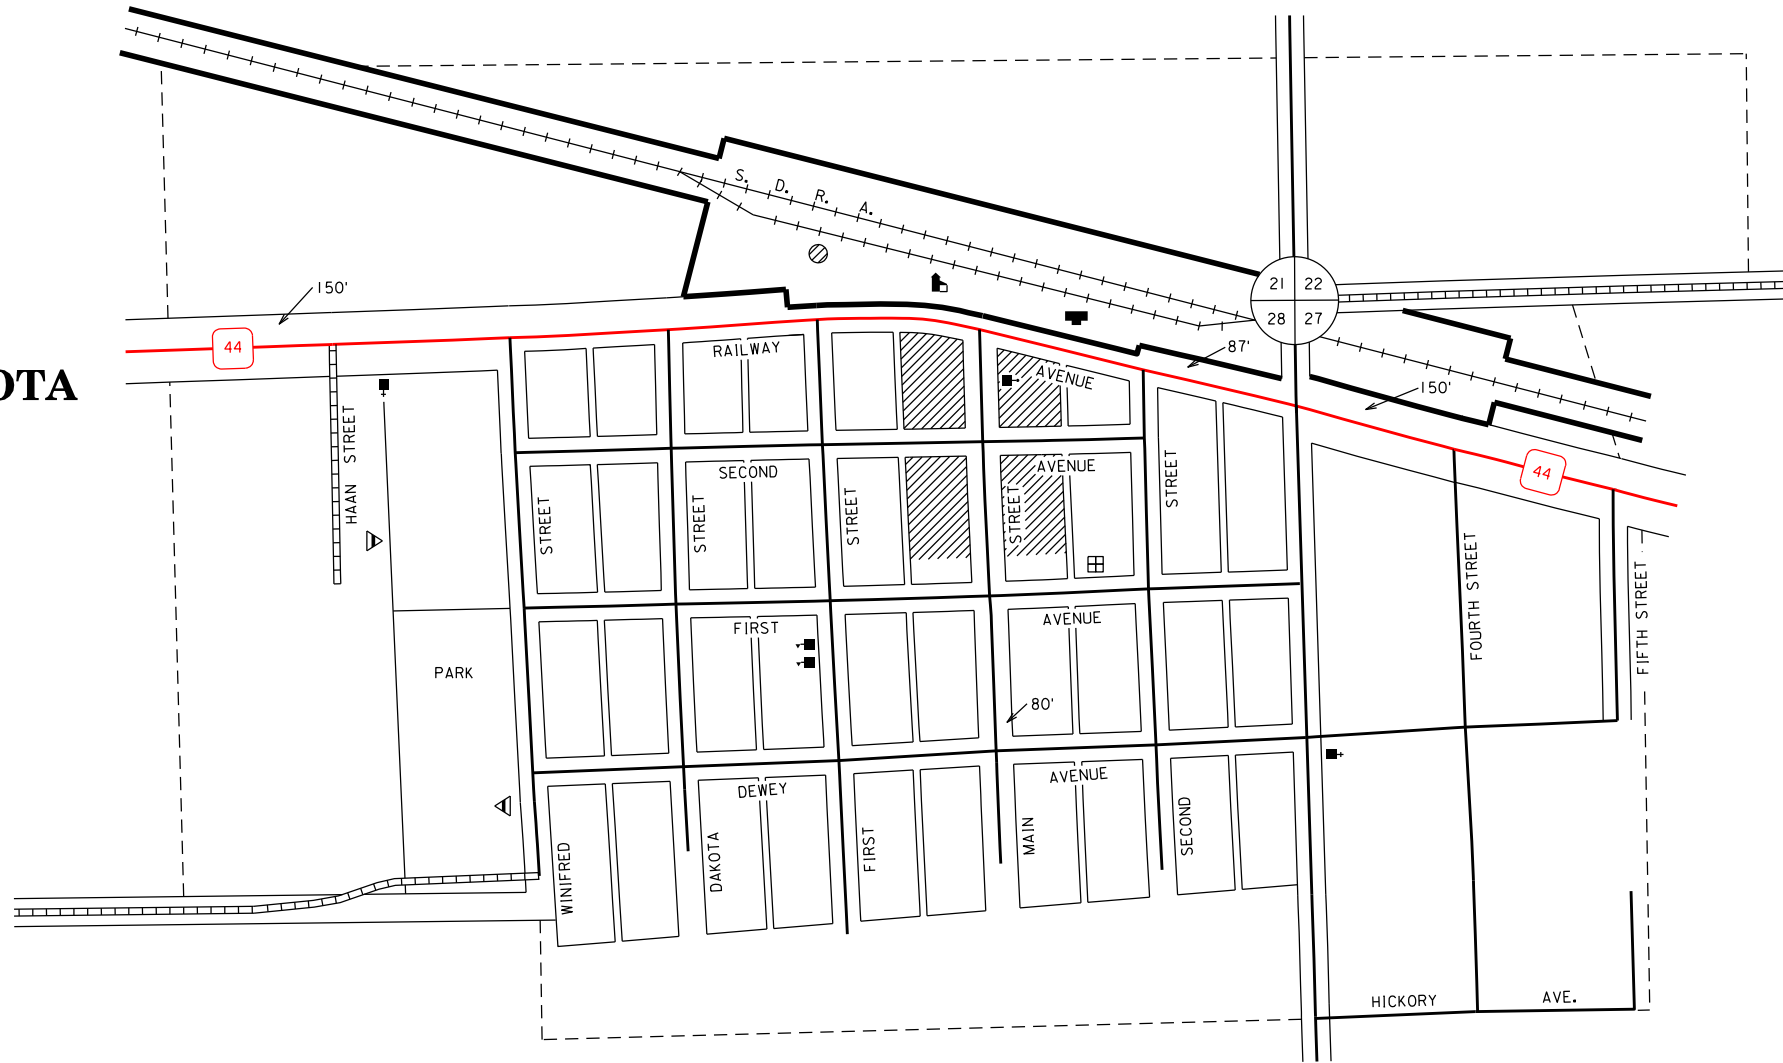 S. D. R. A.
150'
21 22
28 27
44
OTA
87'
150'
RAILWAY
AVENUE
HAAN STREET
44
SECOND
AVENUE
STREET
STREET
STREET
STREET
STREET
FOURTH STREET
FIFTH STREET
FIRST
AVENUE
PARK
80'
DEWEY
AVENUE
WINIFRED
DAKOTA
FIRST
MAIN
SECOND
HICKORY
AVE.